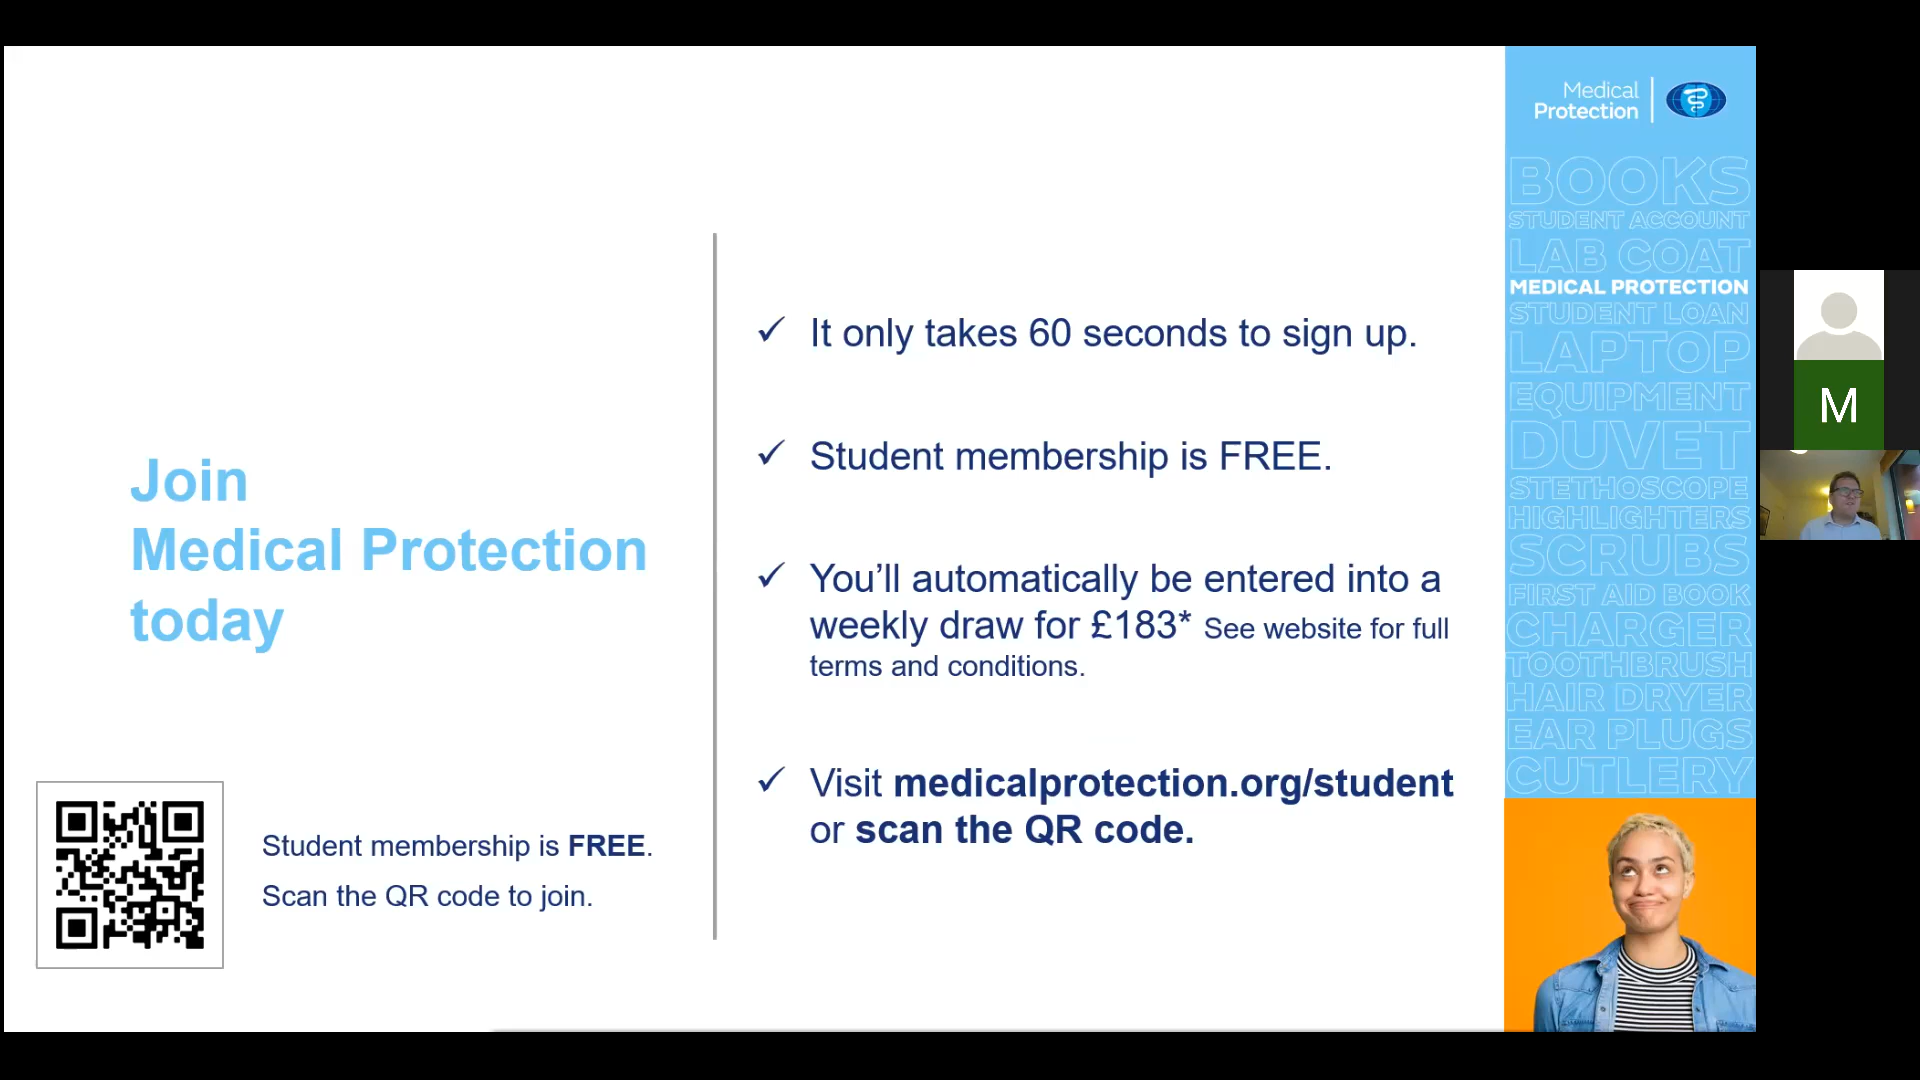 Join
Medical Protection
today
Student membership is FREE.
Scan the QR code to join.
✓ It only takes 60 seconds to sign up.
✓ Student membership is FREE.
✓ You’ll automatically be entered into a
weekly draw for £183* See website for full
terms and conditions.
✓ Visit medicalprotection.org/student
or scan the QR code.
Medical
Protection
BOOKS
STUDENT ACCOUNT
LAB COAT
MEDICAL PROTECTION
STUDENT LOAN
LAPTOP
EQUIPMENT
DUVET
STETHOSCOPE
HIGHLIGHTERS
SCRUBS
FIRST AID BOOK
CHARGER
TOOTHBRUSH
HAIR DRYER
EAR PLUGS
CUTLERY
M